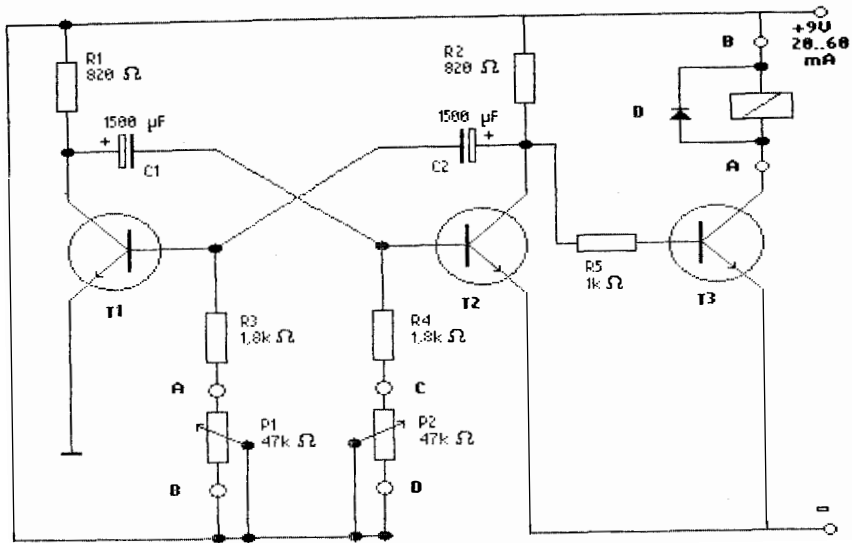 R1
820 Ω
R2
820 Ω
+9V
20..60
mA
B
1500 µF
+
C1
1500 µF
+
C2
D
A
T1
T2
R5
1k Ω
T3
R3
1,8k Ω
R4
1,8k Ω
A
C
P1
47k Ω
P2
47k Ω
B
D
-